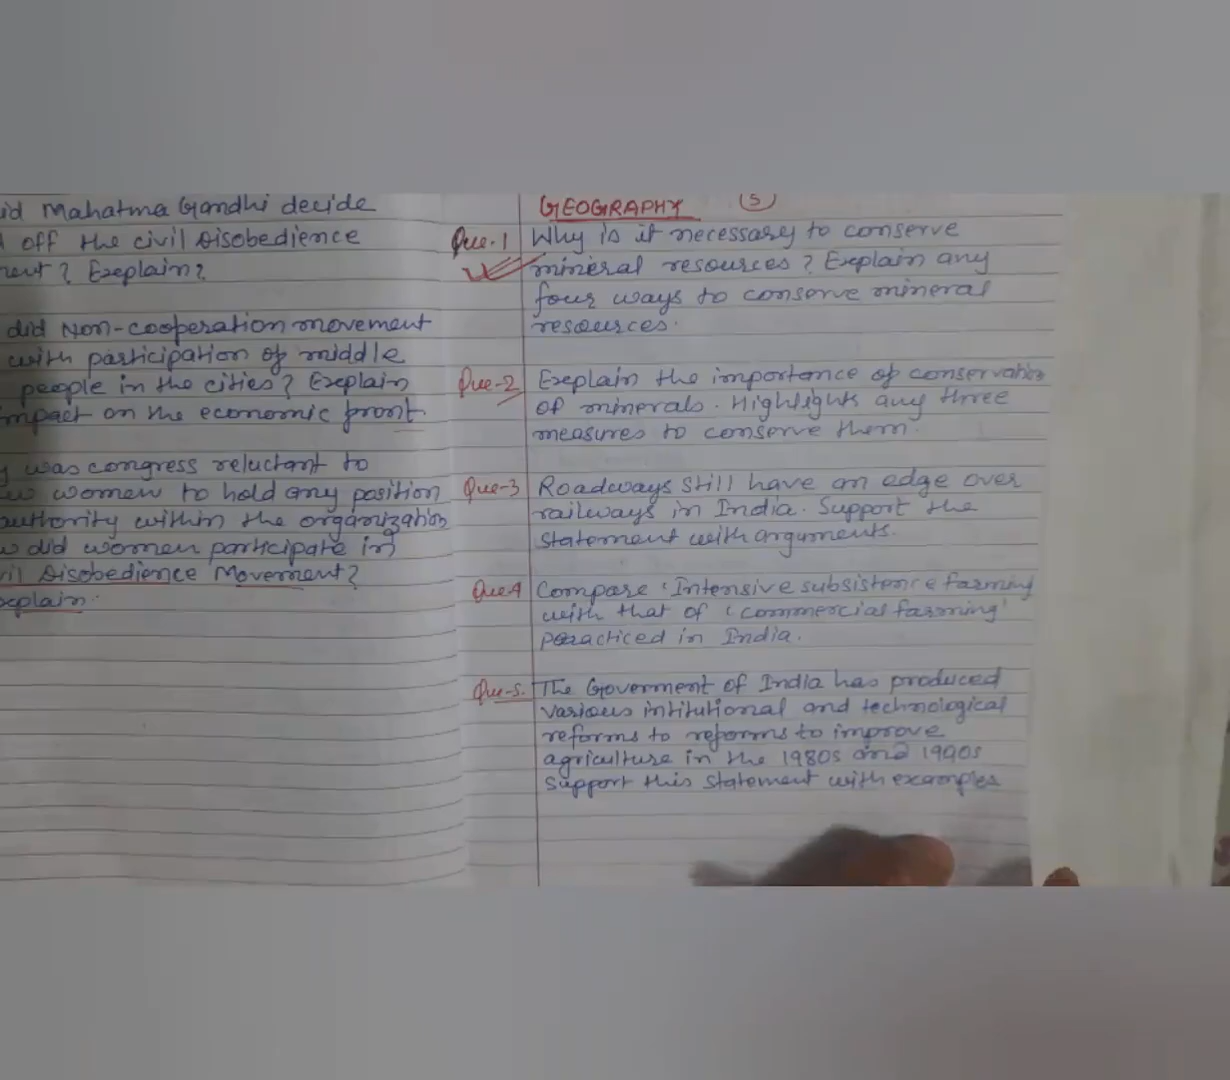 id Mahatma Gandhi decide
off the civil Disobedience
ment? Explain?
did Non-cooperation movement
with participation of middle
people in the cities? Explain
mpact on the economic front
y was congress reluctant to
women to hold any position
authority within the organization
did women participate in
vil Disobedience Movement?
explain.
GEOGRAPHY 5
Que.1 Why is it necessary to conserve
mineral resources? Explain any
four ways to conserve mineral
resources.
Que-2 Explain the importance of conservation
of minerals. Highlights any three
measures to conserve them.
Que-3 Roadways still have an edge over
railways in India. Support the
statement with arguments.
Que.4 Compare 'Intensive subsistence farming
with that of 'commercial farming'
practiced in India.
Que-5. The Goverment of India has produced
various intitutional and technological
reforms to reforms to improve
agriculture in the 1980s and 1990s
Support this statement with examples